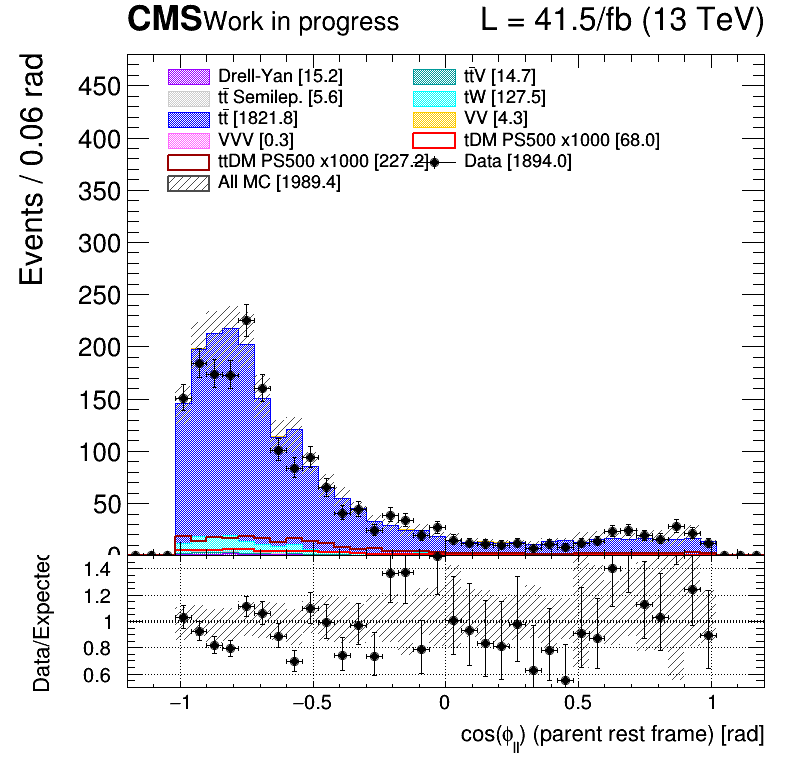 CMS Work in progress L = 41.5/fb (13 TeV)
Events / 0.06 rad
450
400
350
300
250
200
150
100
50
0
Drell-Yan [15.2]
tt̄V [14.7]
tt̄ Semilep. [5.6]
tW [127.5]
tt̄ [1821.8]
VV [4.3]
VVV [0.3]
tDM PS500 x1000 [68.0]
ttDM PS500 x1000 [227.2]
Data [1894.0]
All MC [1989.4]
Data/Expected
1.4
1.2
1
0.8
0.6
−1 −0.5 0 0.5 1
cos(ϕ_ll) (parent rest frame) [rad]